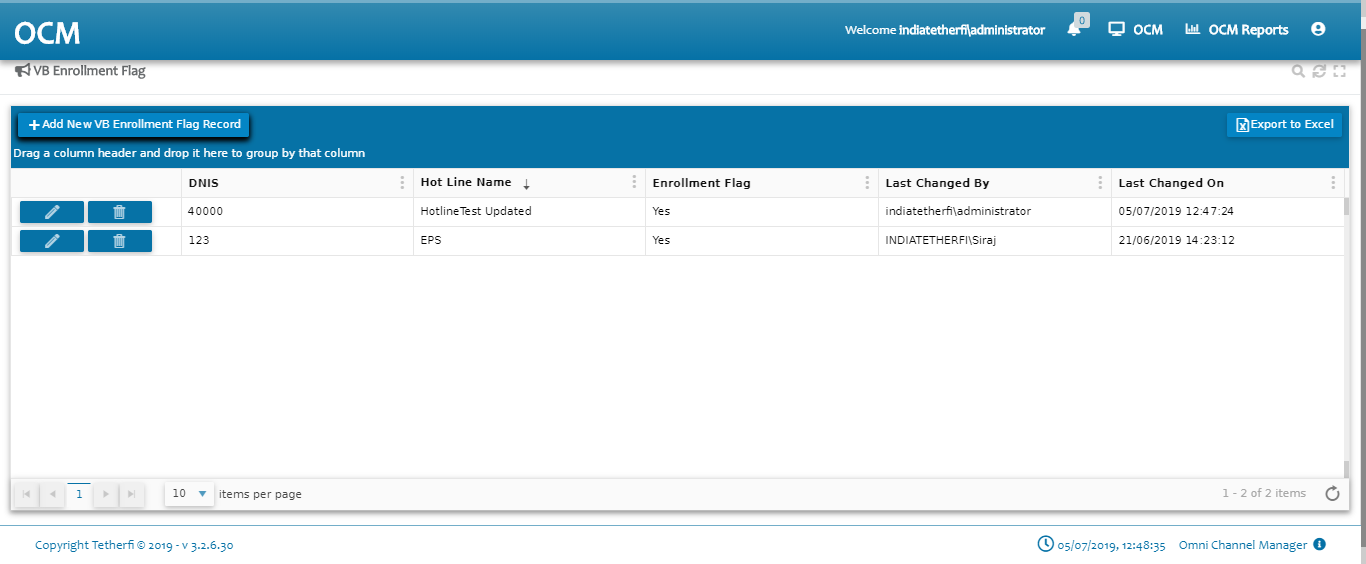 OCM
Welcome indiatetherfi\administrator
0
OCM
OCM Reports
VB Enrollment Flag
Add New VB Enrollment Flag Record
Export to Excel
Drag a column header and drop it here to group by that column
DNIS Hot Line Name Enrollment Flag Last Changed By Last Changed On
40000 HotlineTest Updated Yes indiatetherfi\administrator 05/07/2019 12:47:24
123 EPS Yes INDIATETHERFI\Siraj 21/06/2019 14:23:12
1 10 items per page 1 - 2 of 2 items
Copyright Tetherfi © 2019 - v 3.2.6.30 05/07/2019, 12:48:35 Omni Channel Manager